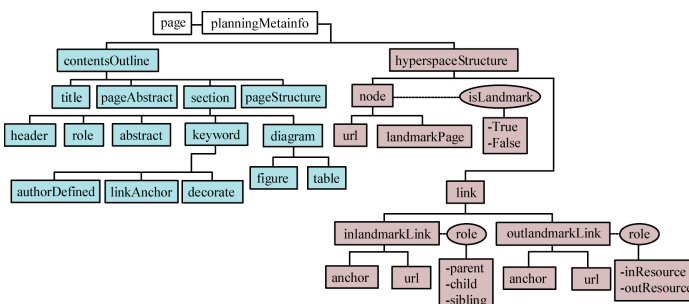 page planningMetainfo
contentsOutline hyperspaceStructure
title pageAbstract section pageStructure node isLandmark
header role abstract keyword diagram url landmarkPage -True
-False
authorDefined linkAnchor decorate figure table
link
inlandmarkLink role outlandmarkLink role
anchor url -parent anchor url -inResource
-child -outResource
-sibling